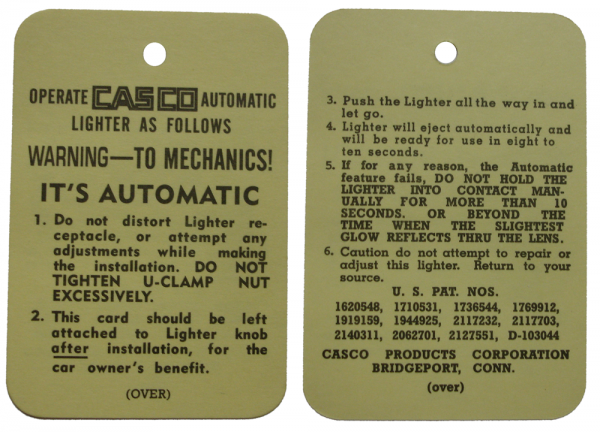 OPERATE CASCO AUTOMATIC
LIGHTER AS FOLLOWS
WARNING—TO MECHANICS!
IT'S AUTOMATIC
1. Do not distort Lighter re-
ceptacle, or attempt any
adjustments while making
the installation. DO NOT
TIGHTEN U-CLAMP NUT
EXCESSIVELY.
2. This card should be left
attached to Lighter knob
after installation, for the
car owner's benefit.
(OVER)
3. Push the Lighter all the way in and
let go.
4. Lighter will eject automatically and
will be ready for use in eight to
ten seconds.
5. If for any reason, the Automatic
feature fails, DO NOT HOLD THE
LIGHTER INTO CONTACT MAN-
UALLY FOR MORE THAN 10
SECONDS. OR BEYOND THE
TIME WHEN THE SLIGHTEST
GLOW REFLECTS THRU THE LENS.
6. Caution do not attempt to repair or
adjust this lighter. Return to your
source.
U. S. PAT. NOS.
1620548, 1710531, 1736544, 1769912,
1919159, 1944925, 2117232, 2117703,
2140311, 2062701, 2127551, D-103044
CASCO PRODUCTS CORPORATION
BRIDGEPORT, CONN.
(over)